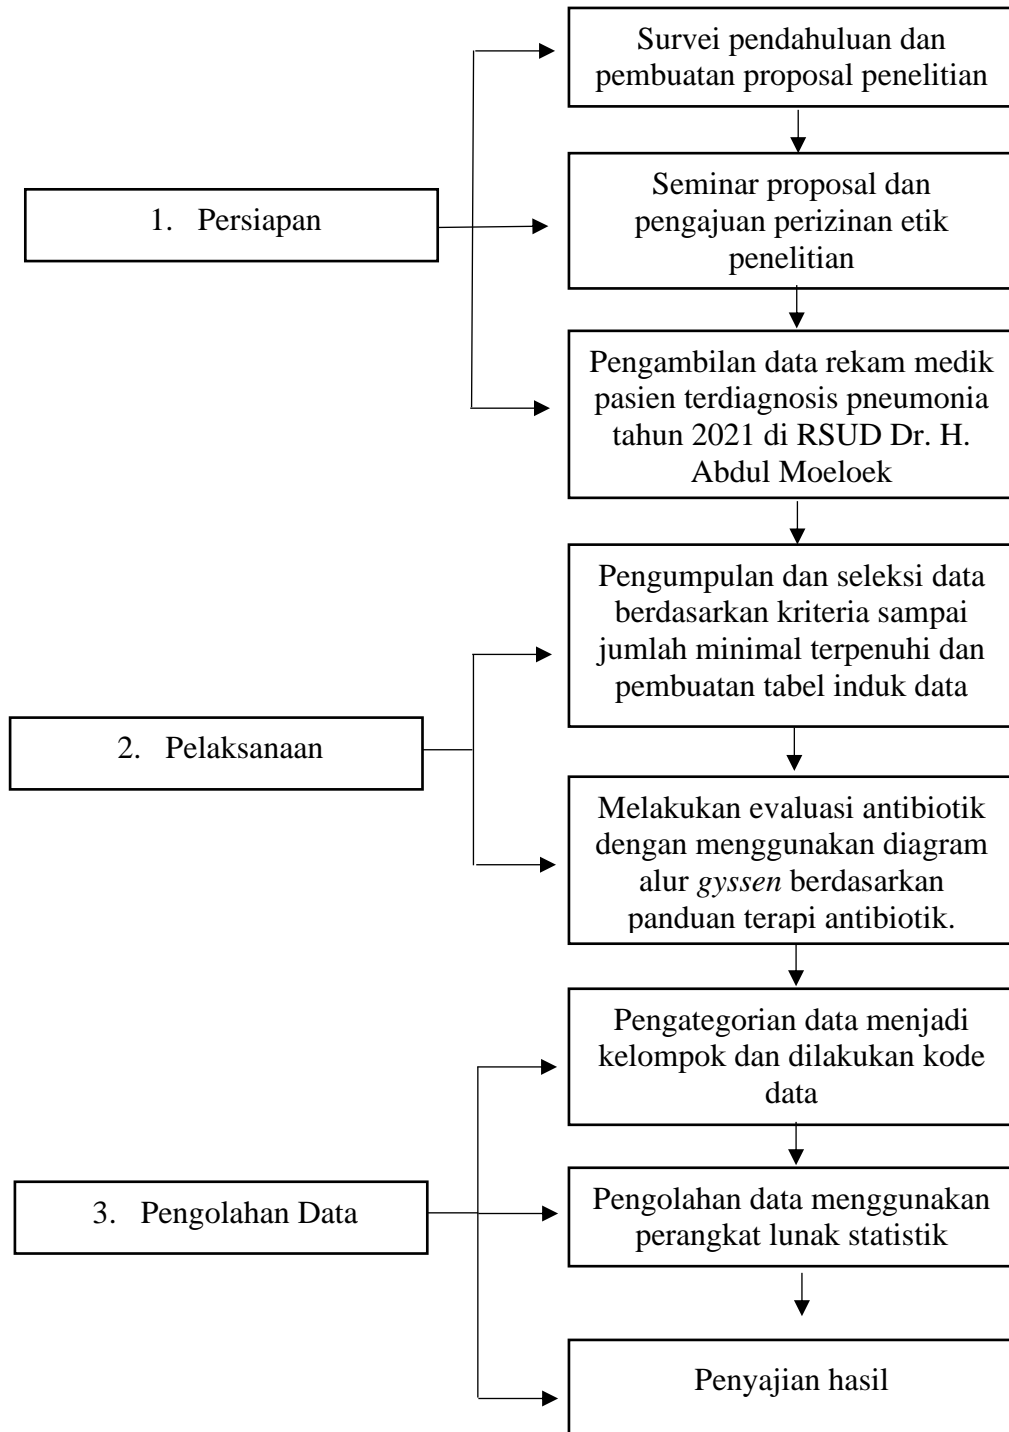 Survei pendahuluan dan
pembuatan proposal penelitian
1. Persiapan
Seminar proposal dan
pengajuan perizinan etik
penelitian
Pengambilan data rekam medik
pasien terdiagnosis pneumonia
tahun 2021 di RSUD Dr. H.
Abdul Moeloek
2. Pelaksanaan
Pengumpulan dan seleksi data
berdasarkan kriteria sampai
jumlah minimal terpenuhi dan
pembuatan tabel induk data
Melakukan evaluasi antibiotik
dengan menggunakan diagram
alur gyssen berdasarkan
panduan terapi antibiotik.
3. Pengolahan Data
Pengategorian data menjadi
kelompok dan dilakukan kode
data
Pengolahan data menggunakan
perangkat lunak statistik
Penyajian hasil